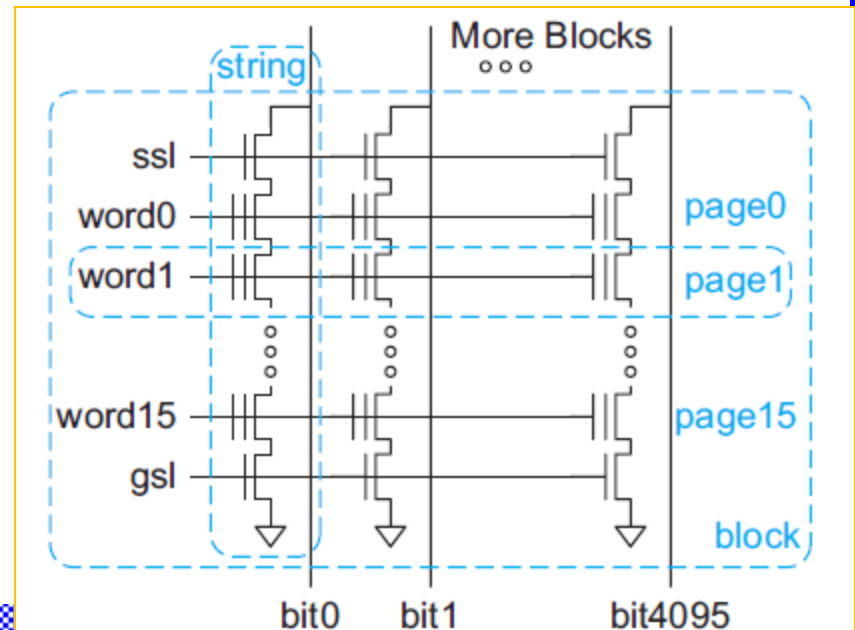 More Blocks
string
ssl
word0 page0
word1 page1
word15 page15
gsl
block
bit0 bit1 bit4095